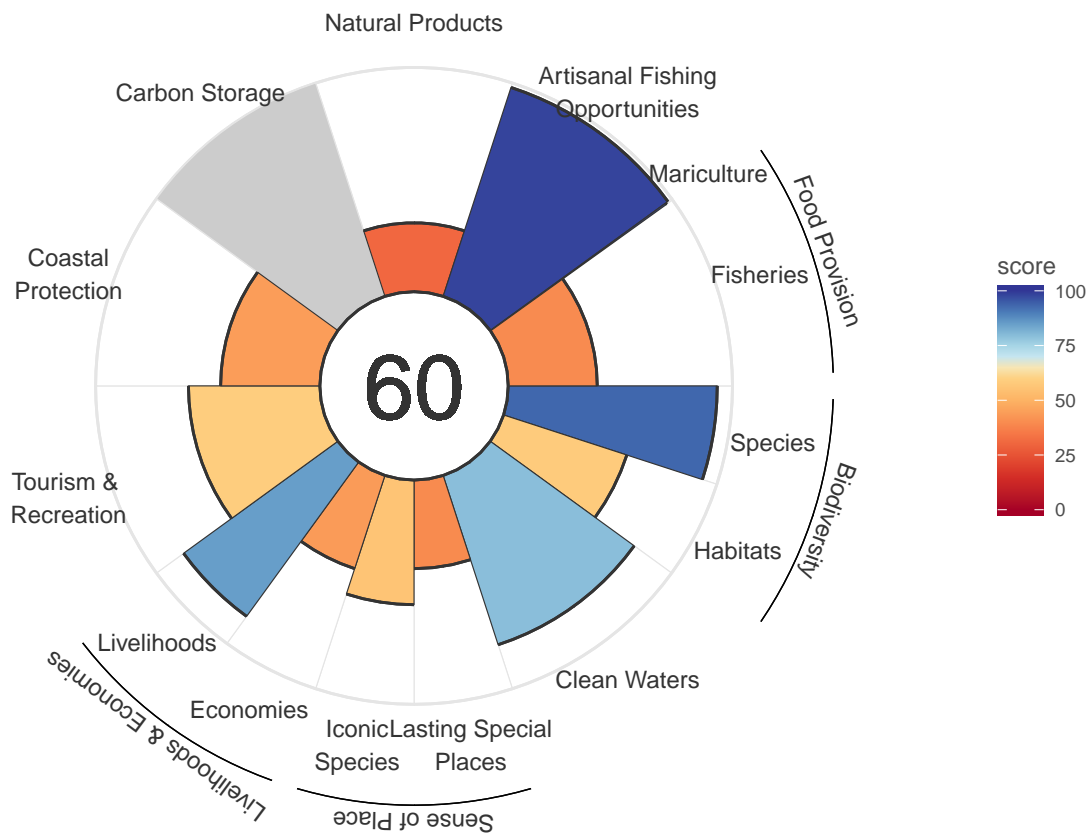 Natural Products
Carbon Storage
Artisanal Fishing
Opportunities
Mariculture
Food Provision
Coastal
Protection
Fisheries
score
100
75
50
25
0
60
Species
Biodiversity
Tourism &
Recreation
Habitats
Livelihoods
Livelihoods & Economies
Clean Waters
Economies
Iconic
Species
Lasting Special
Places
Sense of Place